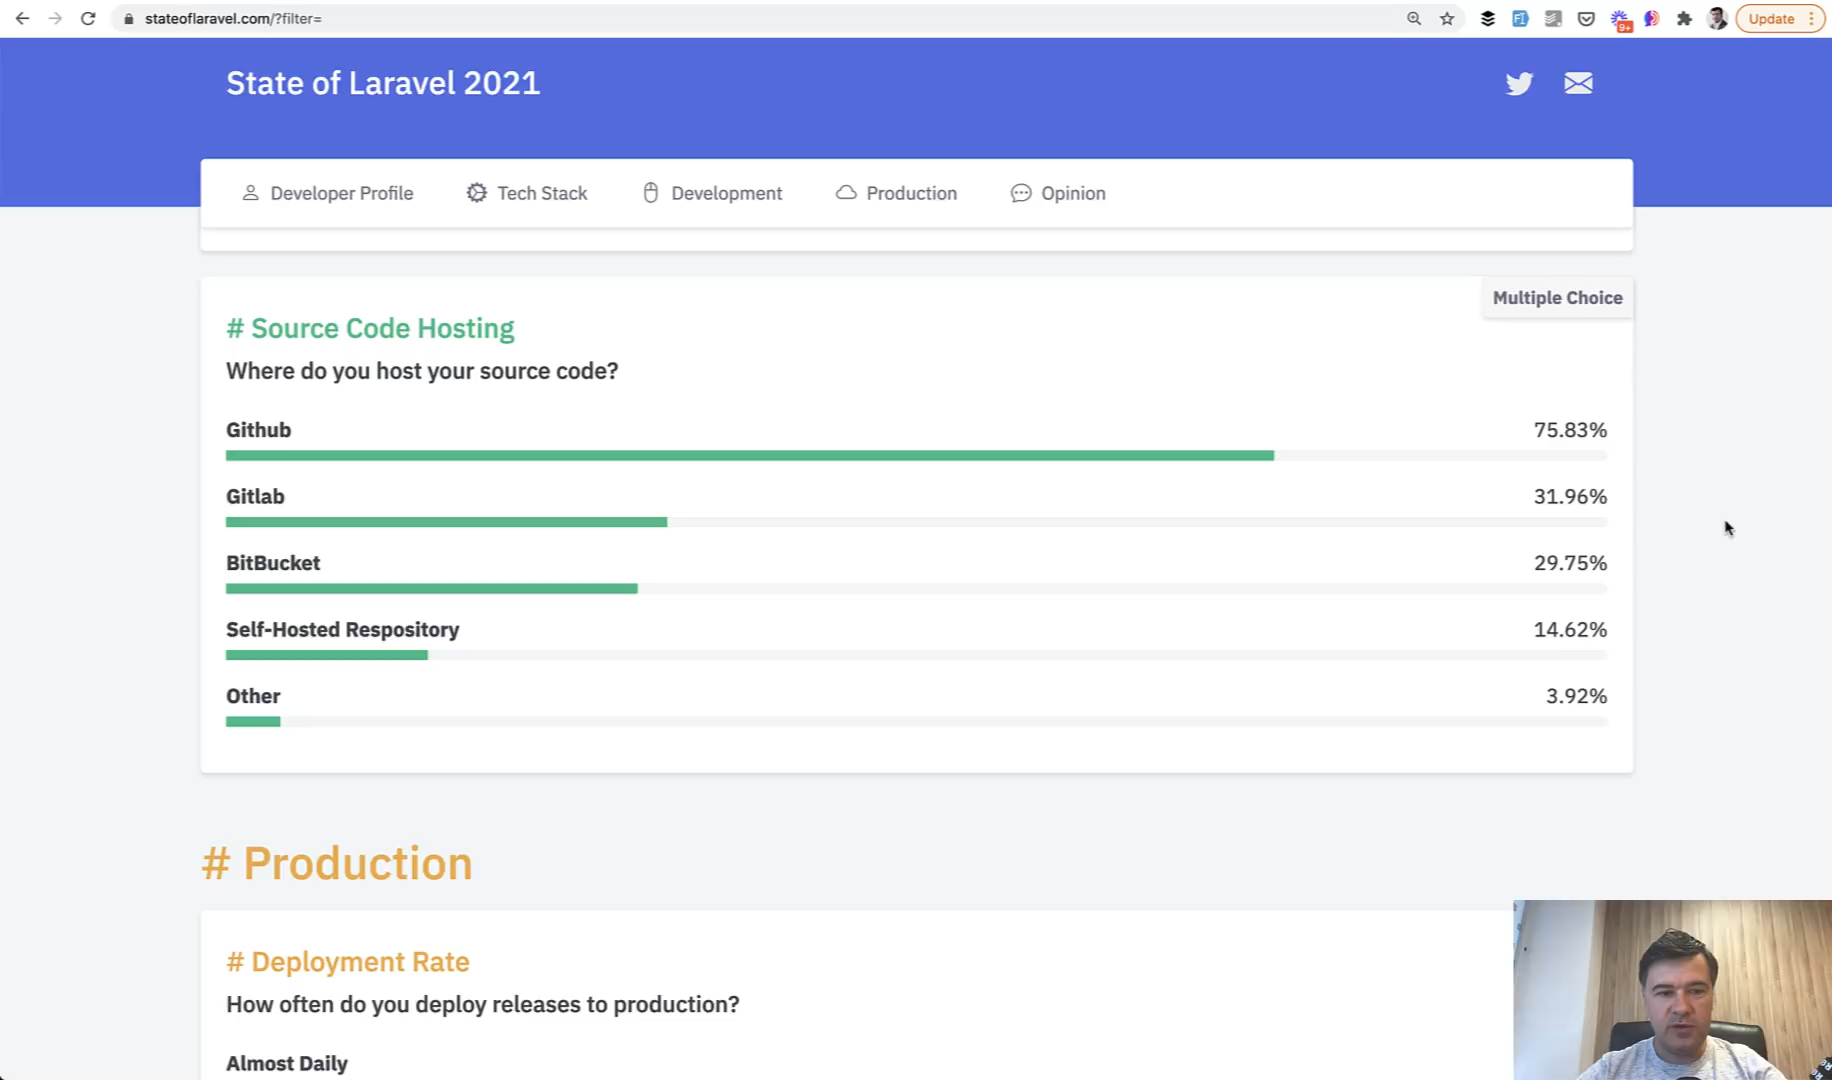 stateoflaravel.com/?filter=
9+
Update
State of Laravel 2021
Developer Profile
Tech Stack
Development
Production
Opinion
Multiple Choice
# Source Code Hosting
Where do you host your source code?
Github
75.83%
Gitlab
31.96%
BitBucket
29.75%
Self-Hosted Respository
14.62%
Other
3.92%
# Production
# Deployment Rate
How often do you deploy releases to production?
Almost Daily